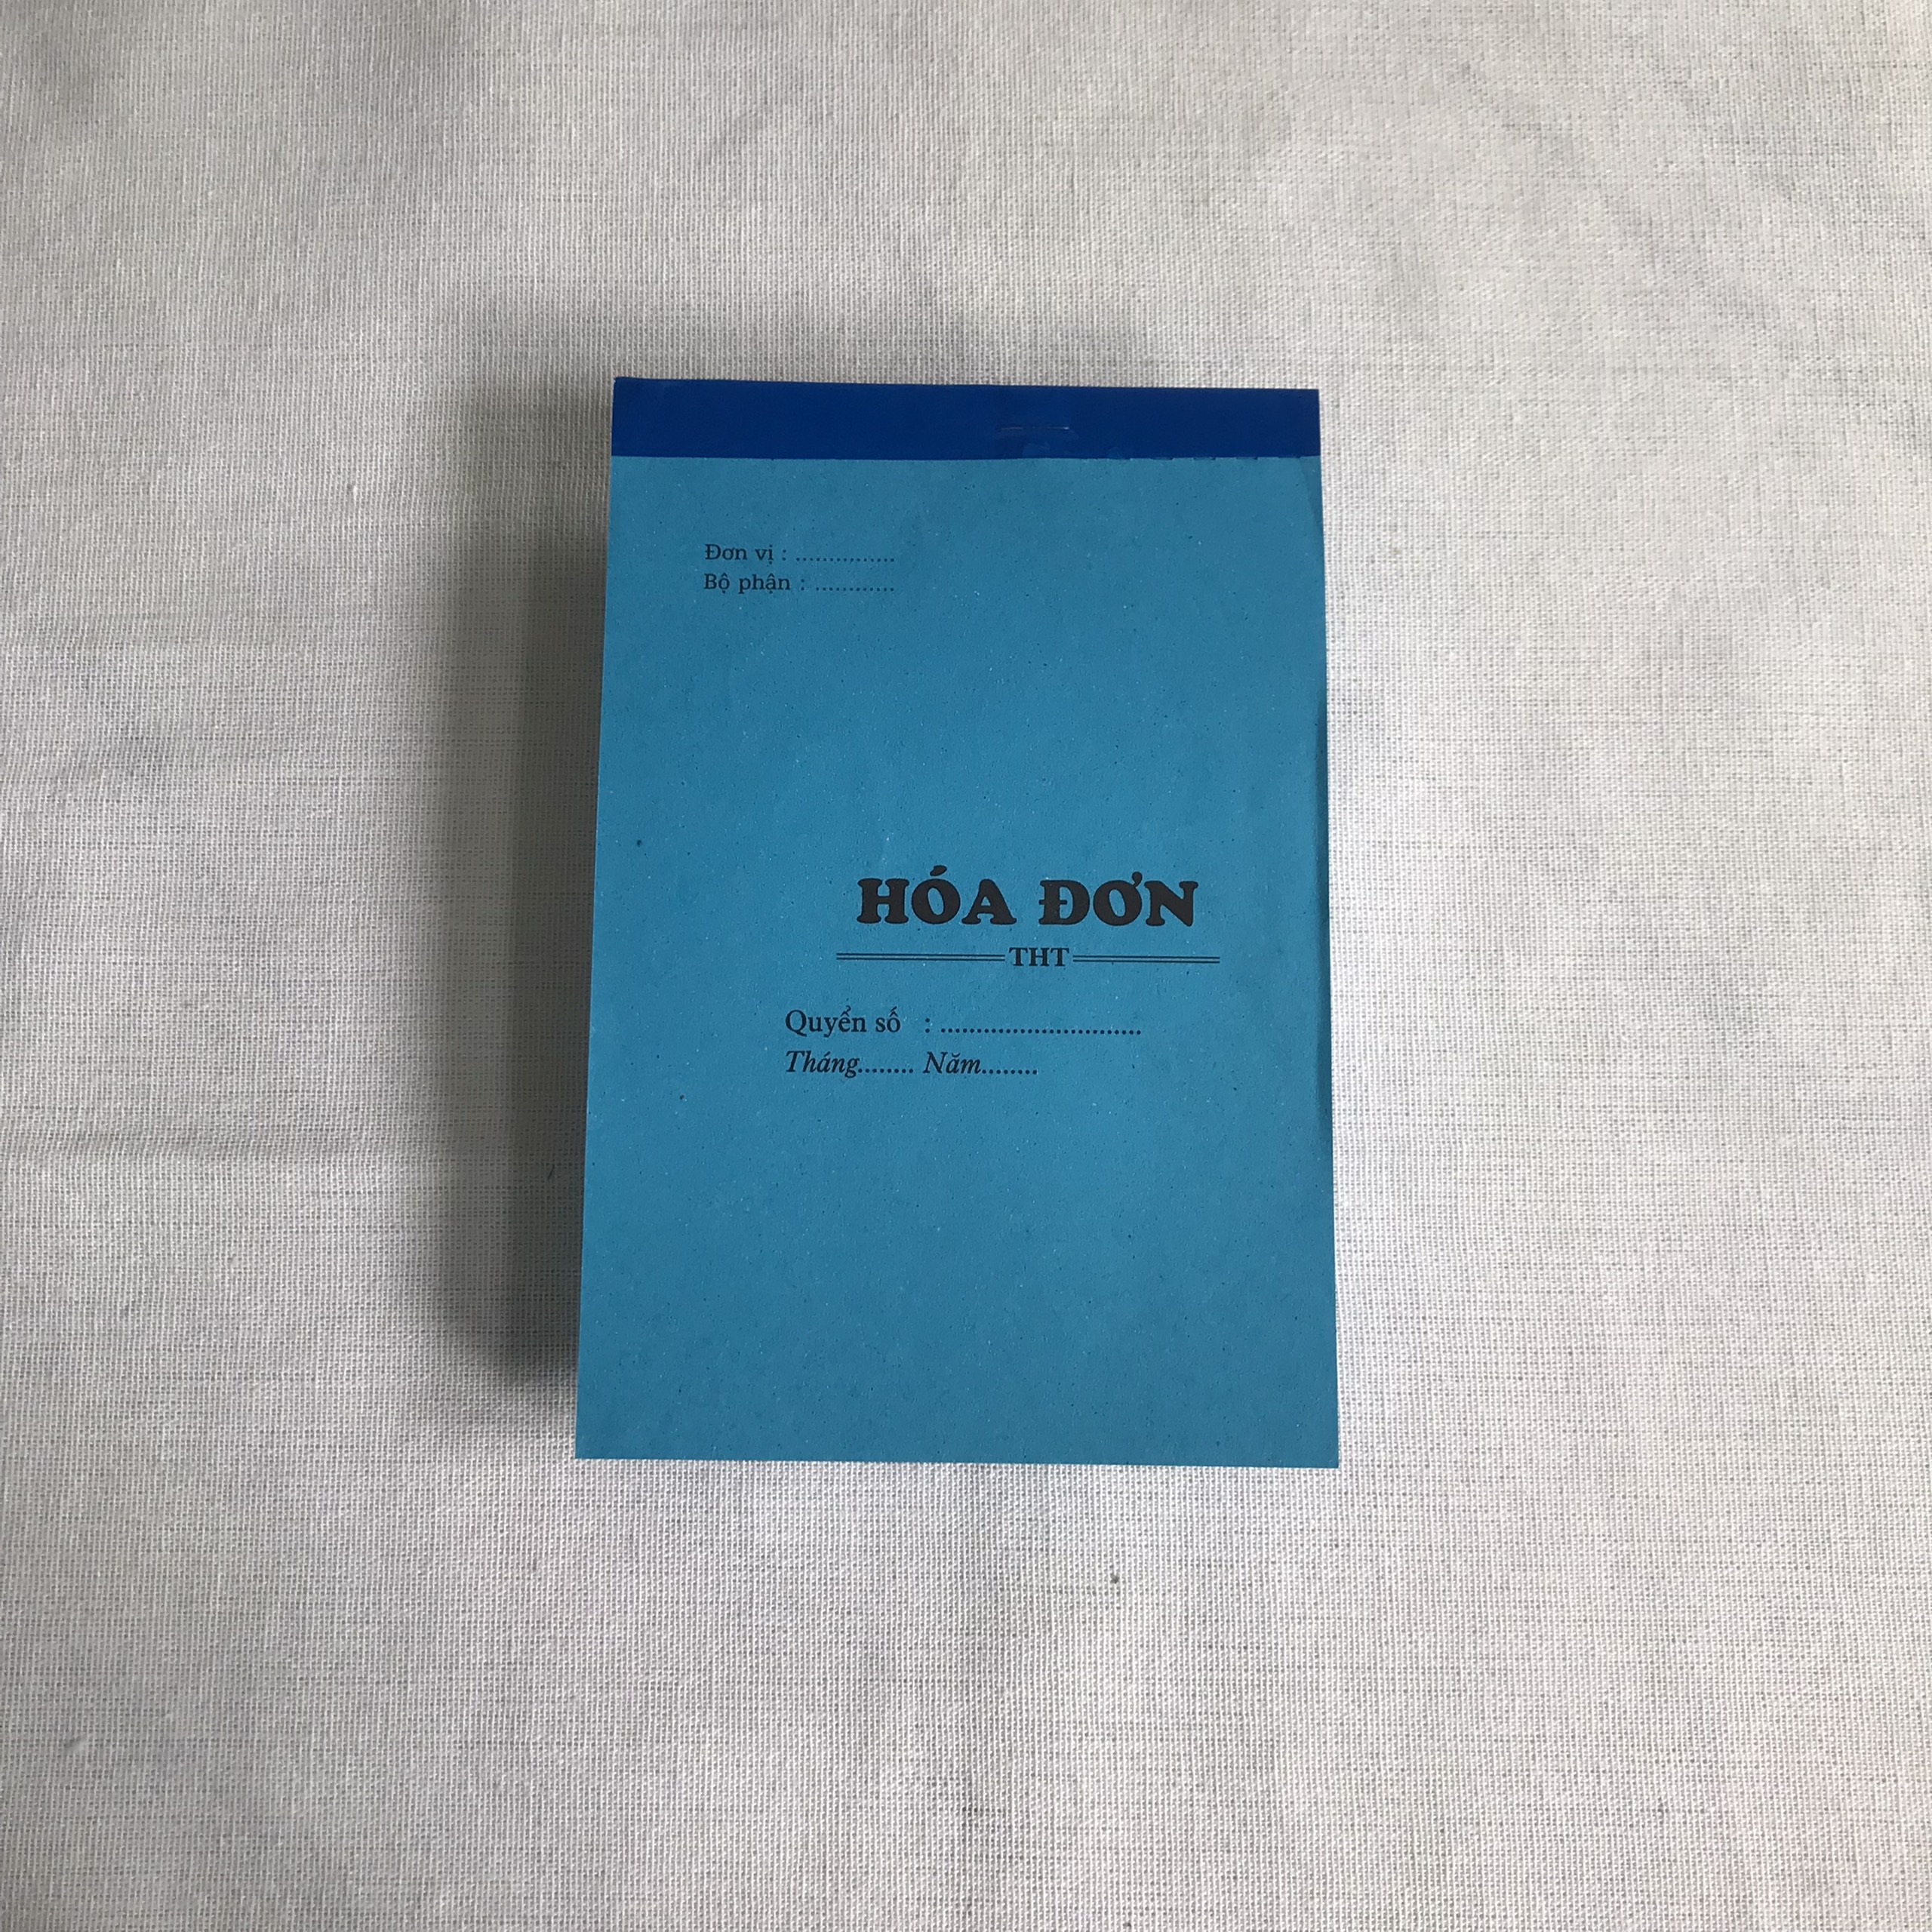 Đơn vị : ...............
Bộ phận : ............
HÓA ĐƠN
THT
Quyển số : ............................
Tháng........ Năm........